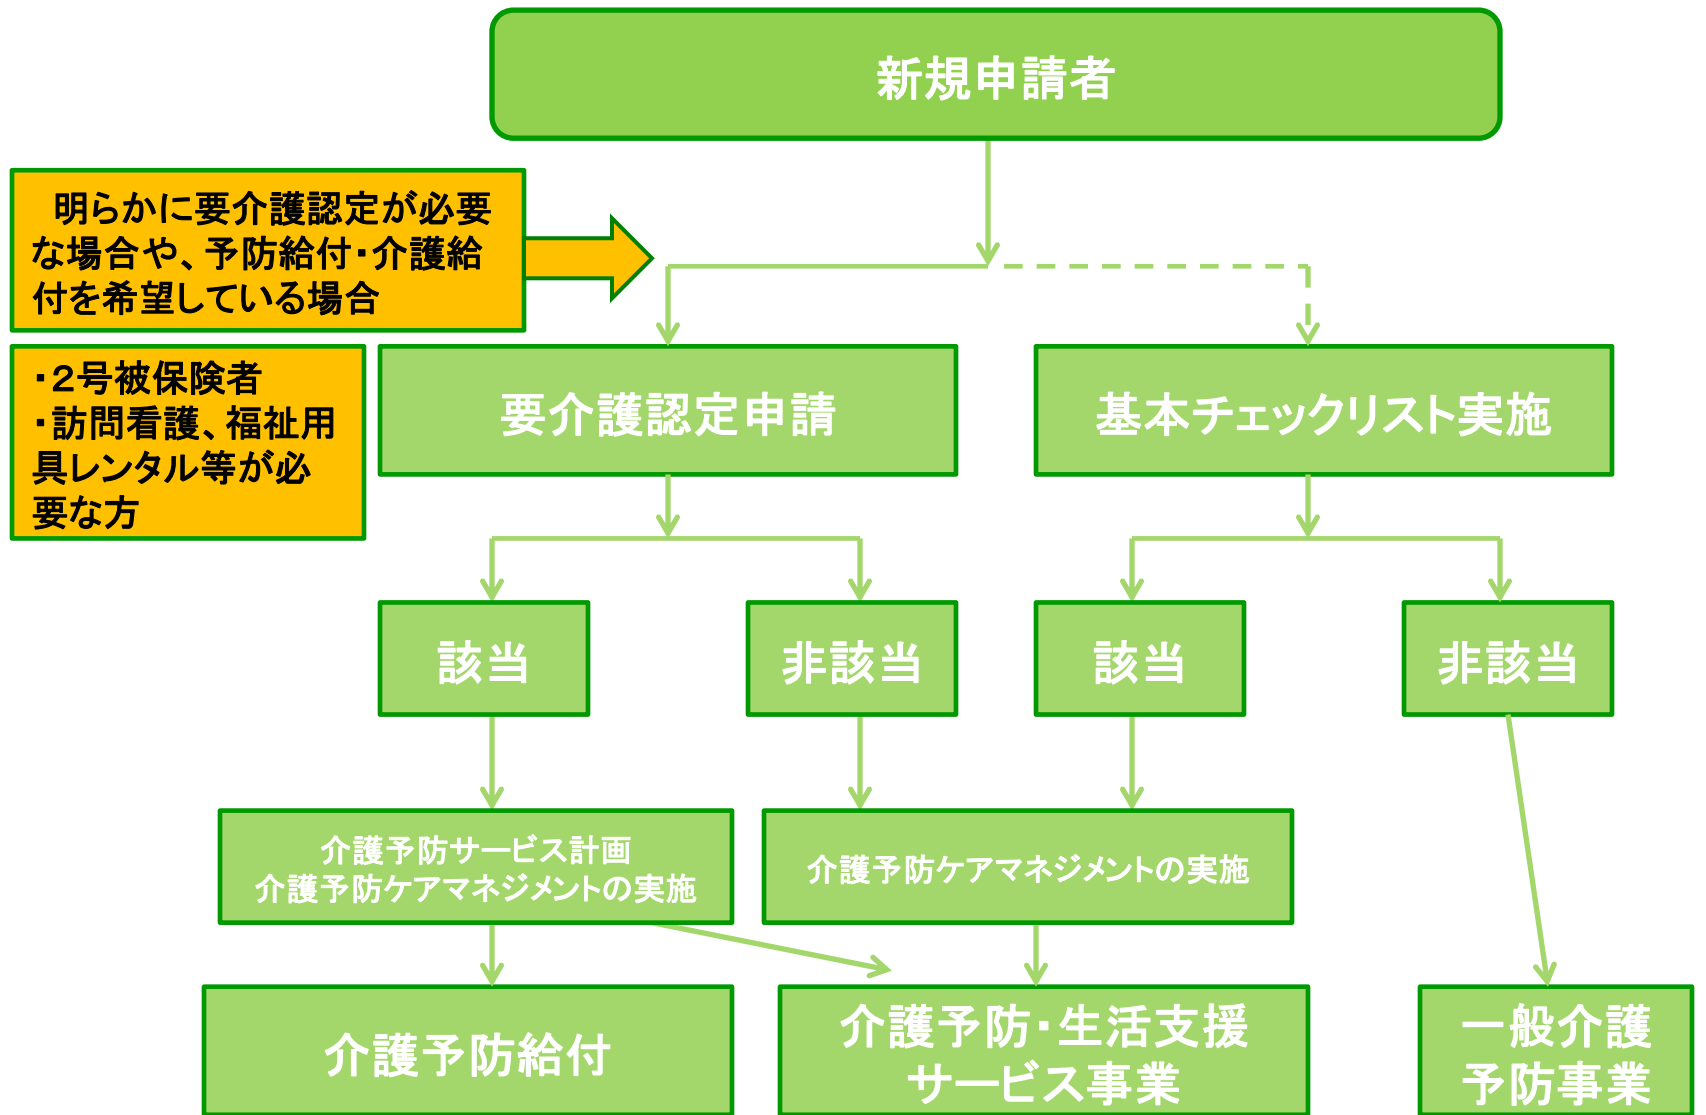 新規申請者
明らかに要介護認定が必要
な場合や、予防給付・介護給
付を希望している場合
・２号被保険者
・訪問看護、福祉用
具レンタル等が必
要な方
要介護認定申請
基本チェックリスト実施
該当
非該当
該当
非該当
介護予防サービス計画
介護予防ケアマネジメントの実施
介護予防ケアマネジメントの実施
介護予防給付
介護予防・生活支援
サービス事業
一般介護
予防事業